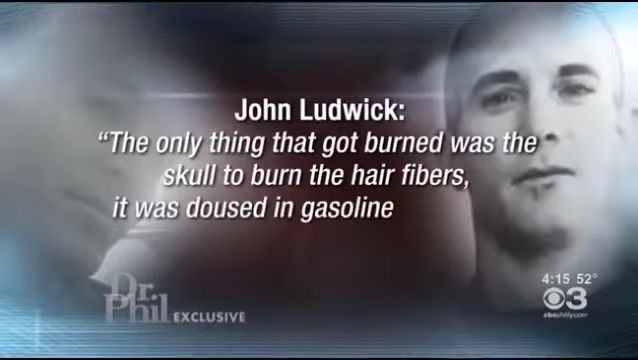 John Ludwick:
“The only thing that got burned was the
skull to burn the hair fibers,
it was doused in gasoline
Dr.
Phil EXCLUSIVE
4:15 52°
3
cbsphilly.com